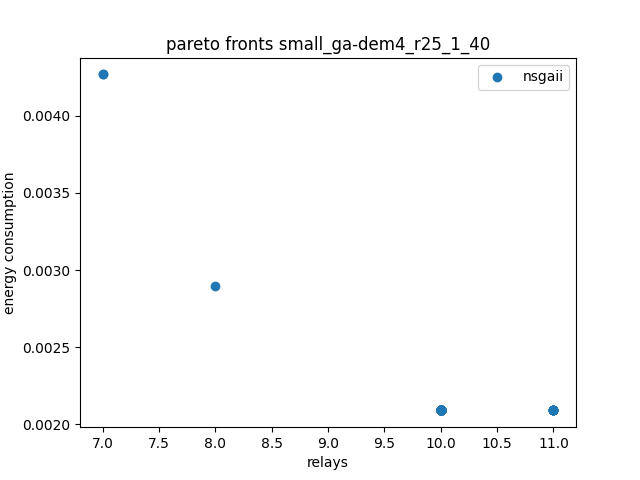 pareto fronts small_ga-dem4_r25_1_40
nsgaii
energy consumption
0.0040
0.0035
0.0030
0.0025
0.0020
7.0 7.5 8.0 8.5 9.0 9.5 10.0 10.5 11.0
relays